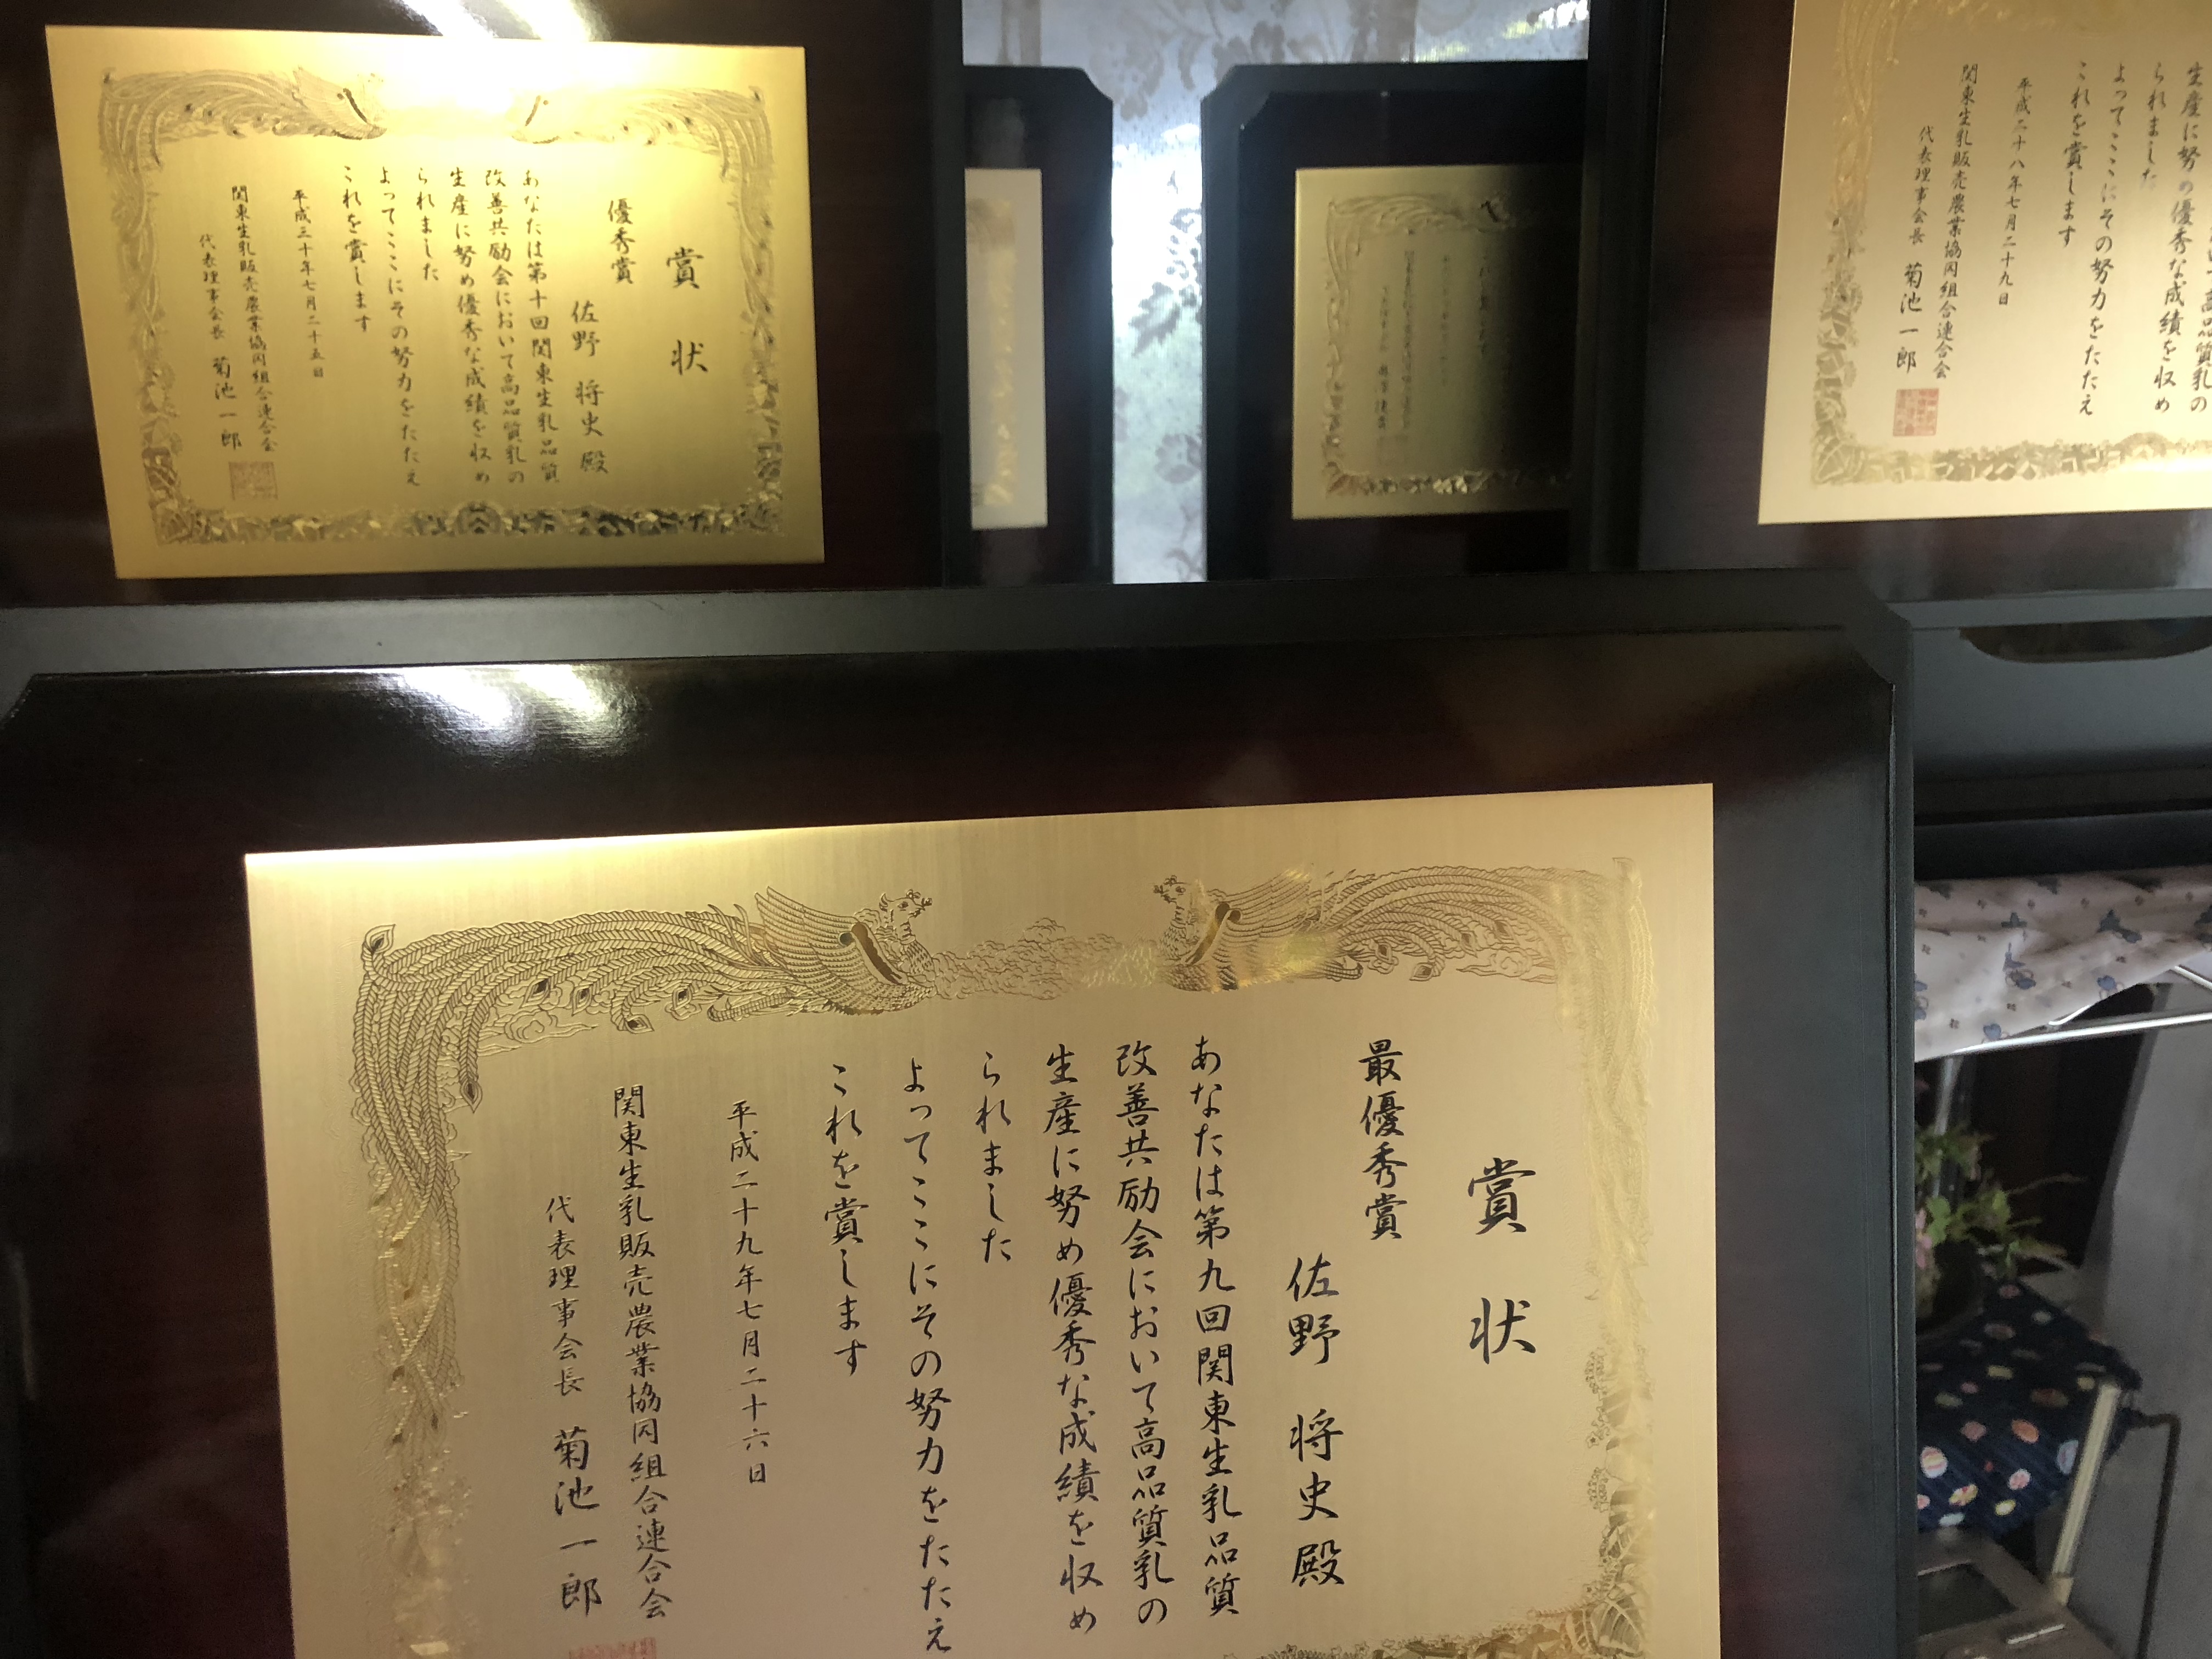 賞状
優秀賞
佐野 将史 殿
あなたは第十回関東生乳品質
改善共励会において高品質乳の
生産に努め優秀な成績を収め
られました
よってここにその努力をたたえ
これを賞します
平成三十年七月二十五日
関東生乳販売農業協同組合連合会
代表理事会長 菊池一郎
生産に努め優秀な成績を収め
られました
よってここにその努力をたたえ
これを賞します
平成二十八年七月二十九日
関東生乳販売農業協同組合連合会
代表理事会長 菊池一郎
賞状
最優秀賞
佐野 将史 殿
あなたは第九回関東生乳品質
改善共励会において高品質乳の
生産に努め優秀な成績を収め
られました
よってここにその努力をたたえ
これを賞します
平成二十九年七月二十六日
関東生乳販売農業協同組合連合会
代表理事会長 菊池一郎